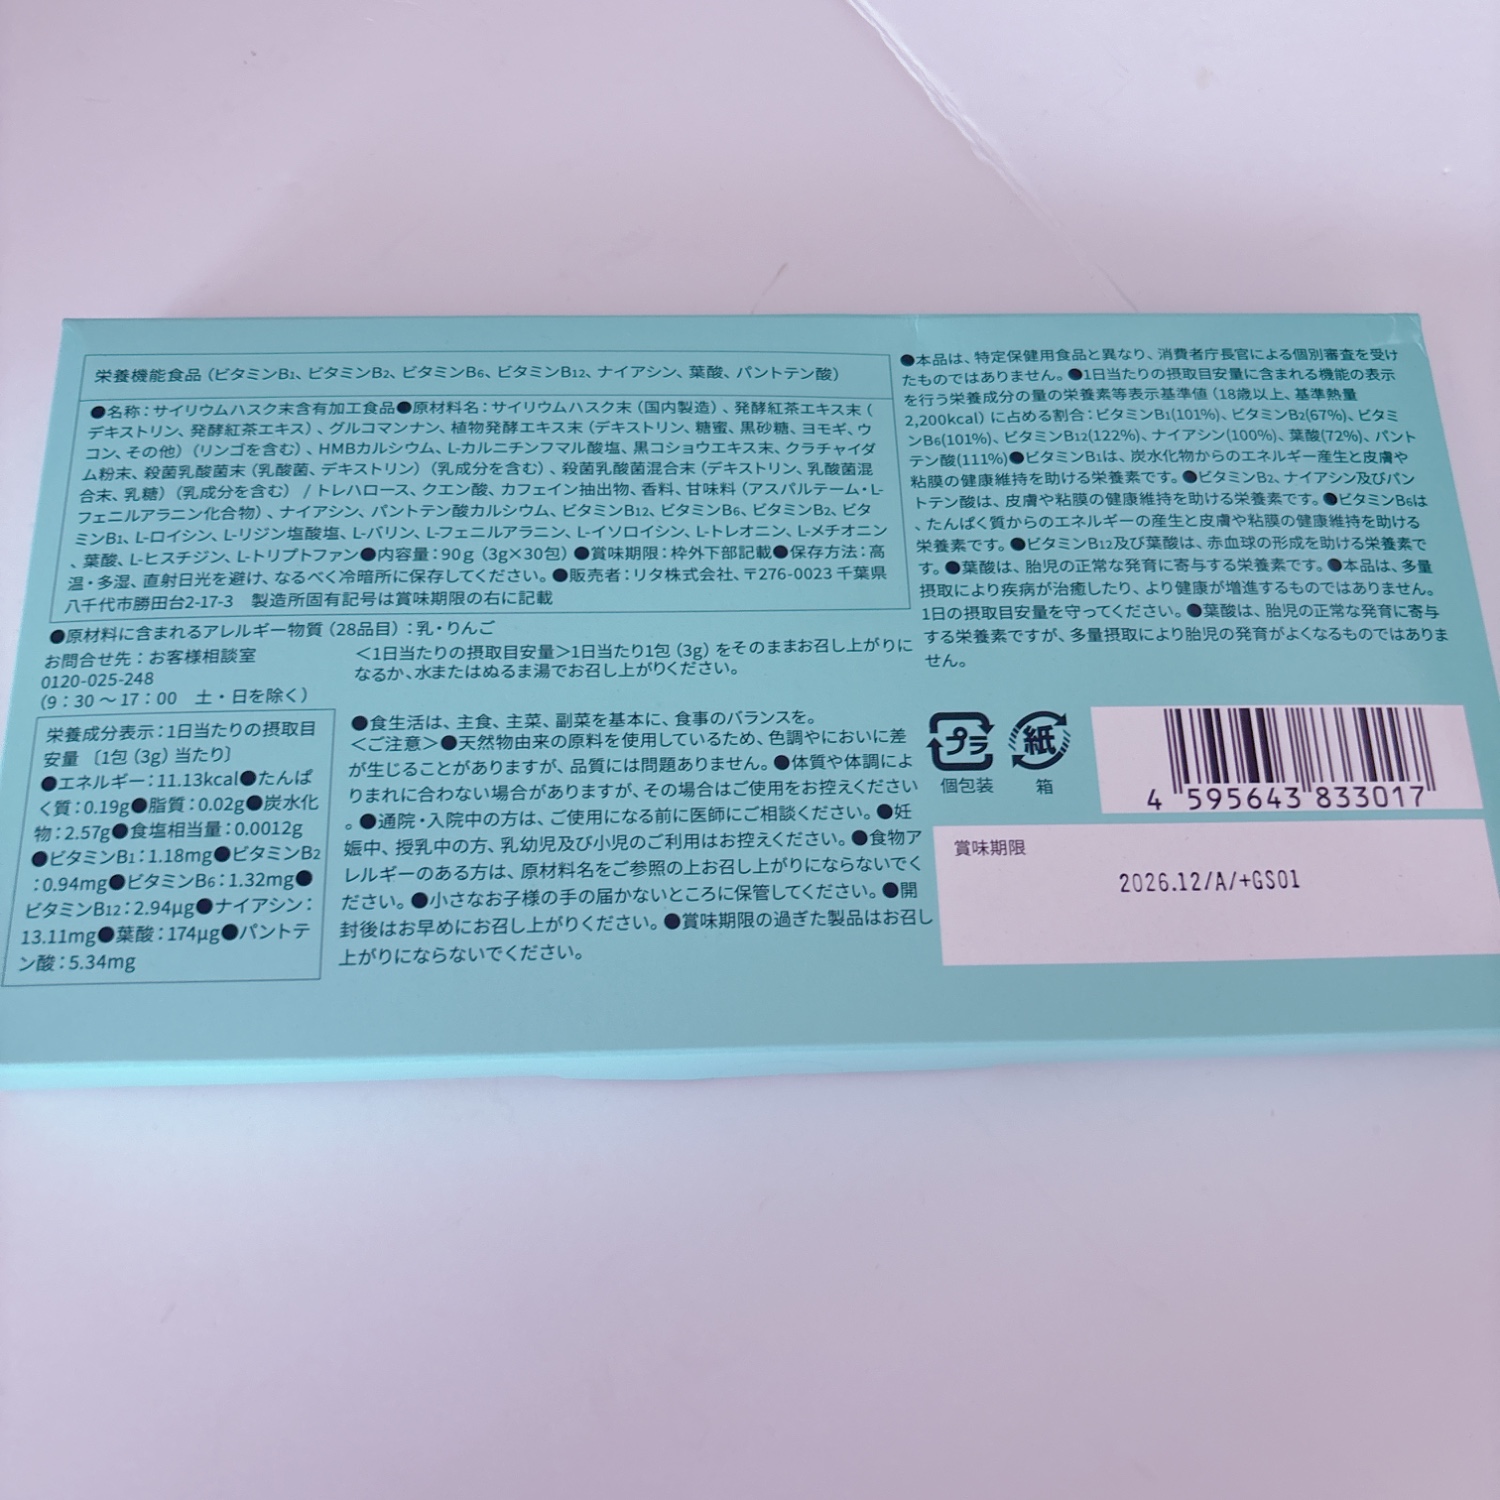 栄養機能食品（ビタミンB1、ビタミンB2、ビタミンB6、ビタミンB12、ナイアシン、葉酸、パントテン酸）
●名称：サイリウムハスク末含有加工食品●原材料名：サイリウムハスク末（国内製造）、発酵紅茶エキス末（
デキストリン、発酵紅茶エキス）、グルコマンナン、植物発酵エキス末（デキストリン、糖蜜、黒砂糖、ヨモギ、ウ
コン、その他）（リンゴを含む）、HMBカルシウム、L-カルニチンフマル酸塩、黒コショウエキス末、クラチャイダ
ム粉末、殺菌乳酸菌末（乳酸菌、デキストリン）（乳成分を含む）、殺菌乳酸菌混合末（デキストリン、乳酸菌混
合末、乳糖）（乳成分を含む） / トレハロース、クエン酸、カフェイン抽出物、香料、甘味料（アスパルテーム・L-
フェニルアラニン化合物）、ナイアシン、パントテン酸カルシウム、ビタミンB12、ビタミンB6、ビタミンB2、ビタ
ミンB1、L-ロイシン、L-リジン塩酸塩、L-バリン、L-フェニルアラニン、L-イソロイシン、L-トレオニン、L-メチオニン
、葉酸、L-ヒスチジン、L-トリプトファン●内容量：90g（3g×30包）●賞味期限：枠外下部記載●保存方法：高
温・多湿、直射日光を避け、なるべく冷暗所に保存してください。●販売者：リタ株式会社、〒276-0023 千葉県
八千代市勝田台2-17-3　製造所固有記号は賞味期限の右に記載
●原材料に含まれるアレルギー物質（28品目）：乳・りんご
お問合せ先：お客様相談室
0120-025-248
（9：30 〜 17：00　土・日を除く）
＜1日当たりの摂取目安量＞1日当たり1包（3g）をそのままお召し上がりに
なるか、水またはぬるま湯でお召し上がりください。
栄養成分表示：1日当たりの摂取目
安量〔1包（3g）当たり〕
●エネルギー：11.13kcal●たんぱ
く質：0.19g●脂質：0.02g●炭水化
物：2.57g●食塩相当量：0.0012g
●ビタミンB1：1.18mg●ビタミンB2
：0.94mg●ビタミンB6：1.32mg●
ビタミンB12：2.94μg●ナイアシン：
13.11mg●葉酸：174μg●パントテ
ン酸：5.34mg
●食生活は、主食、主菜、副菜を基本に、食事のバランスを。
＜ご注意＞●天然物由来の原料を使用しているため、色調やにおいに差
が生じることがありますが、品質には問題ありません。●体質や体調によ
りまれに合わない場合がありますが、その場合はご使用をお控えください
。●通院・入院中の方は、ご使用になる前に医師にご相談ください。●妊
娠中、授乳中の方、乳幼児及び小児のご利用はお控えください。●食物ア
レルギーのある方は、原材料名をご参照の上お召し上がりにならないでく
ださい。●小さなお子様の手の届かないところに保管してください。●開
封後はお早めにお召し上がりください。●賞味期限の過ぎた製品はお召し
上がりにならないでください。
●本品は、特定保健用食品と異なり、消費者庁長官による個別審査を受け
たものではありません。●1日当たりの摂取目安量に含まれる機能の表示
を行う栄養成分の量の栄養素等表示基準値（18歳以上、基準熱量
2,200kcal）に占める割合：ビタミンB1(101%)、ビタミンB2(67%)、ビタミ
ンB6(101%)、ビタミンB12(122%)、ナイアシン(100%)、葉酸(72%)、パント
テン酸(111%)●ビタミンB1は、炭水化物からのエネルギー産生と皮膚や
粘膜の健康維持を助ける栄養素です。●ビタミンB2、ナイアシン及びパン
トテン酸は、皮膚や粘膜の健康維持を助ける栄養素です。●ビタミンB6は
、たんぱく質からのエネルギーの産生と皮膚や粘膜の健康維持を助ける
栄養素です。●ビタミンB12及び葉酸は、赤血球の形成を助ける栄養素で
す。●葉酸は、胎児の正常な発育に寄与する栄養素です。●本品は、多量
摂取により疾病が治癒したり、より健康が増進するものではありません。
1日の摂取目安量を守ってください。●葉酸は、胎児の正常な発育に寄与
する栄養素ですが、多量摂取により胎児の発育がよくなるものではありま
せん。
プラ
個包装
紙
箱
4 595643 833017
賞味期限
2026.12/A/+GS01